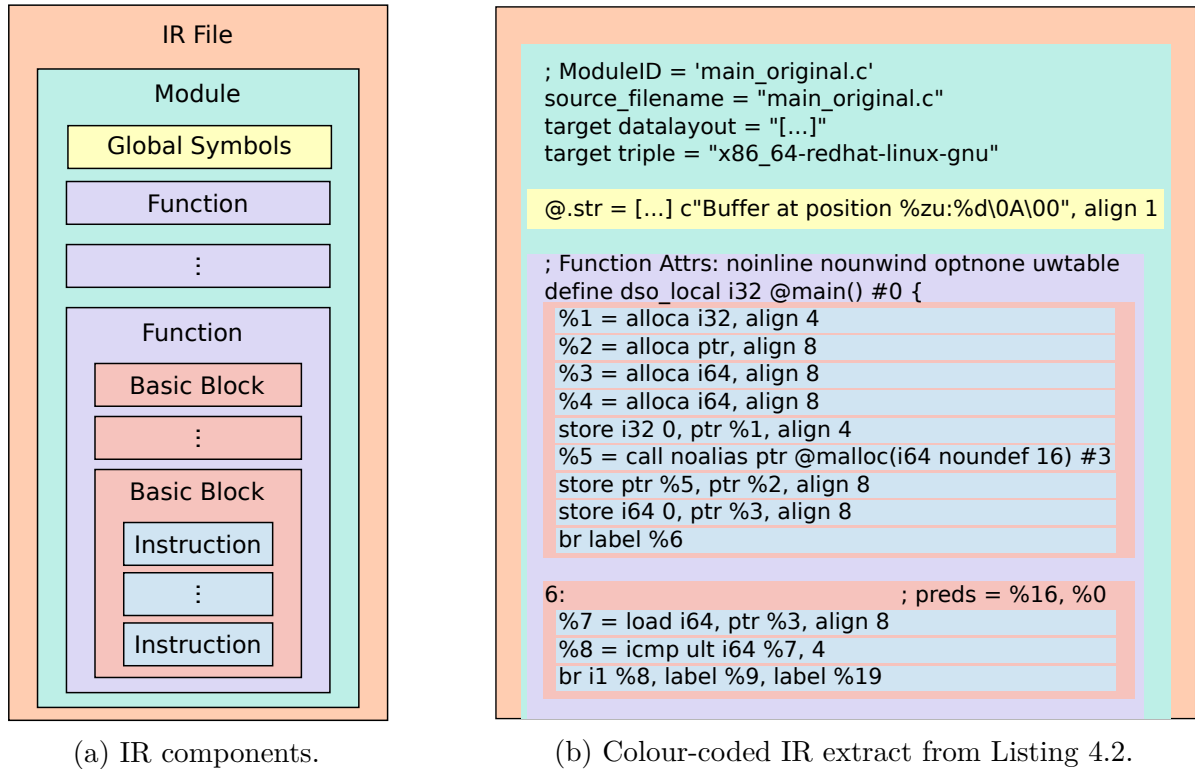 IR File
Module
Global Symbols
Function
⋮
Function
Basic Block
⋮
Basic Block
Instruction
⋮
Instruction
(a) IR components.
; ModuleID = 'main_original.c'
source_filename = "main_original.c"
target datalayout = "[...]"
target triple = "x86_64-redhat-linux-gnu"
@.str = [...] c"Buffer at position %zu:%d\0A\00", align 1
; Function Attrs: noinline nounwind optnone uwtable
define dso_local i32 @main() #0 {
%1 = alloca i32, align 4
%2 = alloca ptr, align 8
%3 = alloca i64, align 8
%4 = alloca i64, align 8
store i32 0, ptr %1, align 4
%5 = call noalias ptr @malloc(i64 noundef 16) #3
store ptr %5, ptr %2, align 8
store i64 0, ptr %3, align 8
br label %6
6: ; preds = %16, %0
%7 = load i64, ptr %3, align 8
%8 = icmp ult i64 %7, 4
br i1 %8, label %9, label %19
(b) Colour-coded IR extract from Listing 4.2.